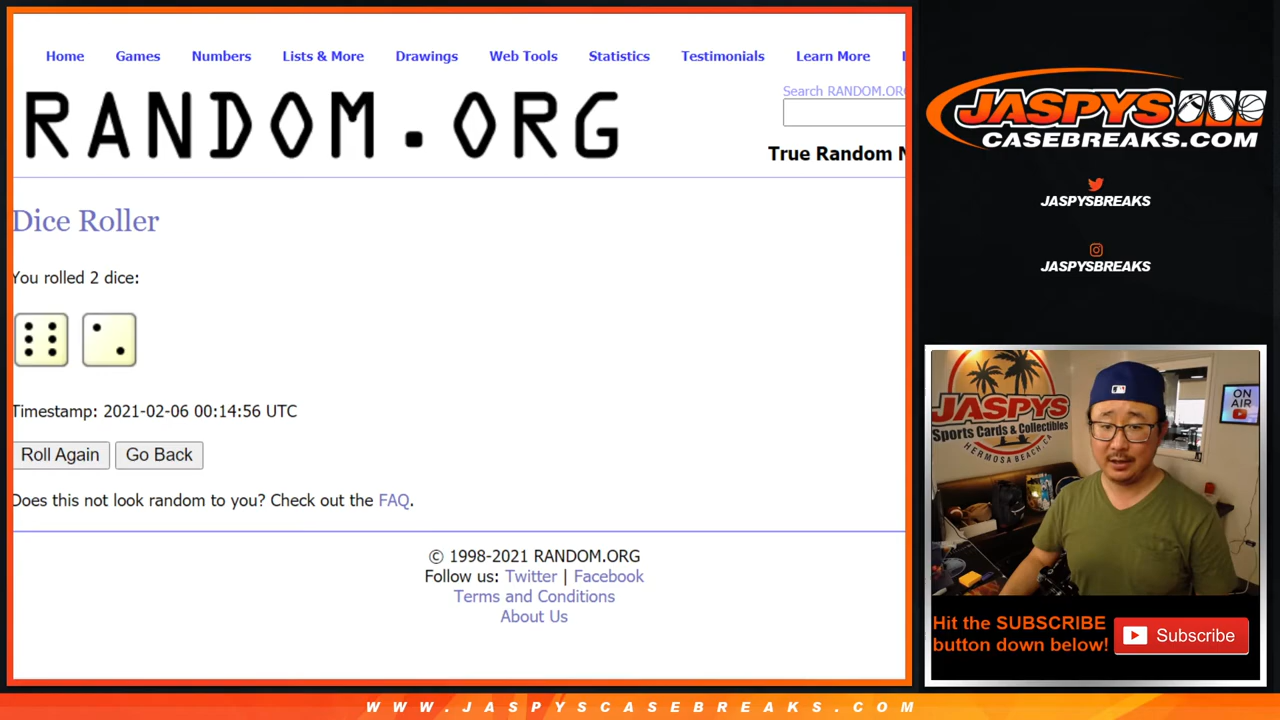 Home Games Numbers Lists & More Drawings Web Tools Statistics Testimonials Learn More
RANDOM.ORG
Search RANDOM.ORG
True Random N
Dice Roller
You rolled 2 dice:
Timestamp: 2021-02-06 00:14:56 UTC
Roll Again Go Back
Does this not look random to you? Check out the FAQ.
© 1998-2021 RANDOM.ORG
Follow us: Twitter | Facebook
Terms and Conditions
About Us
JASPYS
CASEBREAKS.COM
JASPYSBREAKS
JASPYSBREAKS
JASPYS
Sports Cards & Collectibles
HERMOSA BEACH, CA
ON
AIR
Hit the SUBSCRIBE
button down below!
Subscribe
WWW.JASPYSCASEBREAKS.COM